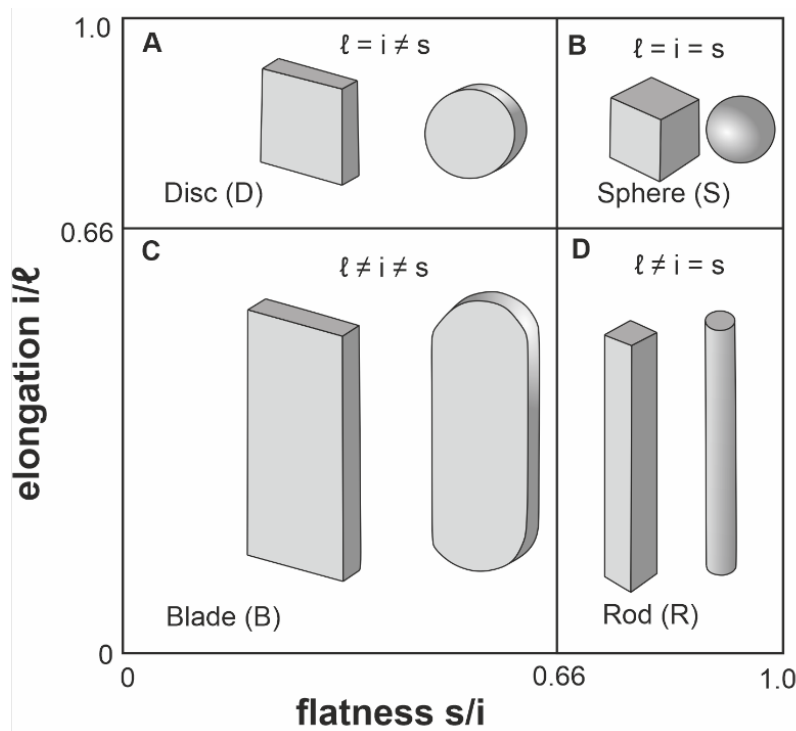 1.0
A
ℓ = i ≠ s
B
ℓ = i = s
Disc (D)
Sphere (S)
0.66
C
ℓ ≠ i ≠ s
D
ℓ ≠ i = s
elongation i/ℓ
Blade (B)
Rod (R)
0
0
0.66
1.0
flatness s/i